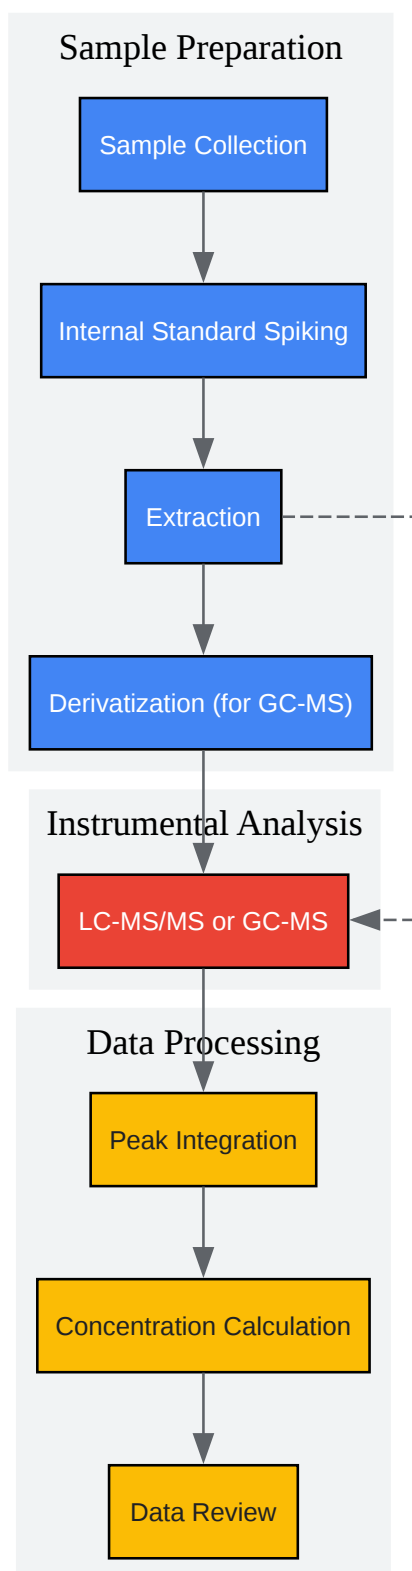 Sample Preparation
Sample Collection
Internal Standard Spiking
Extraction
Derivatization (for GC-MS)
Instrumental Analysis
LC-MS/MS or GC-MS
Data Processing
Peak Integration
Concentration Calculation
Data Review